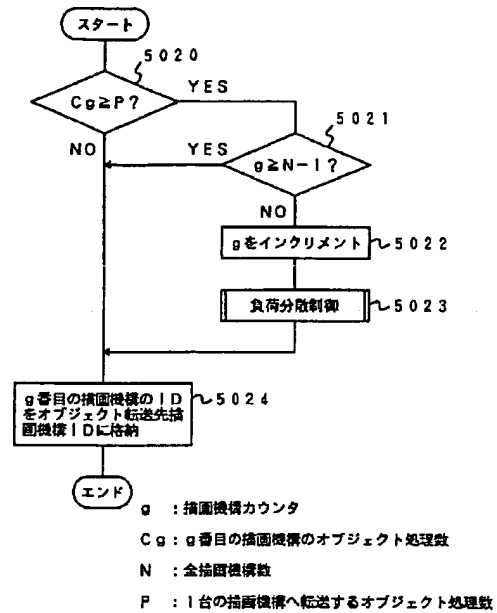 スタート
5020
Cg≧P?
YES
NO
5021
g≧N-1?
YES
NO
gをインクリメント
5022
負荷分散制御
5023
g番目の描画機構のID
をオブジェクト転送先描
画機構IDに格納
5024
エンド
g :描画機構カウンタ
Cg:g番目の描画機構のオブジェクト処理数
N :全描画機構数
P :1台の描画機構へ転送するオブジェクト処理数